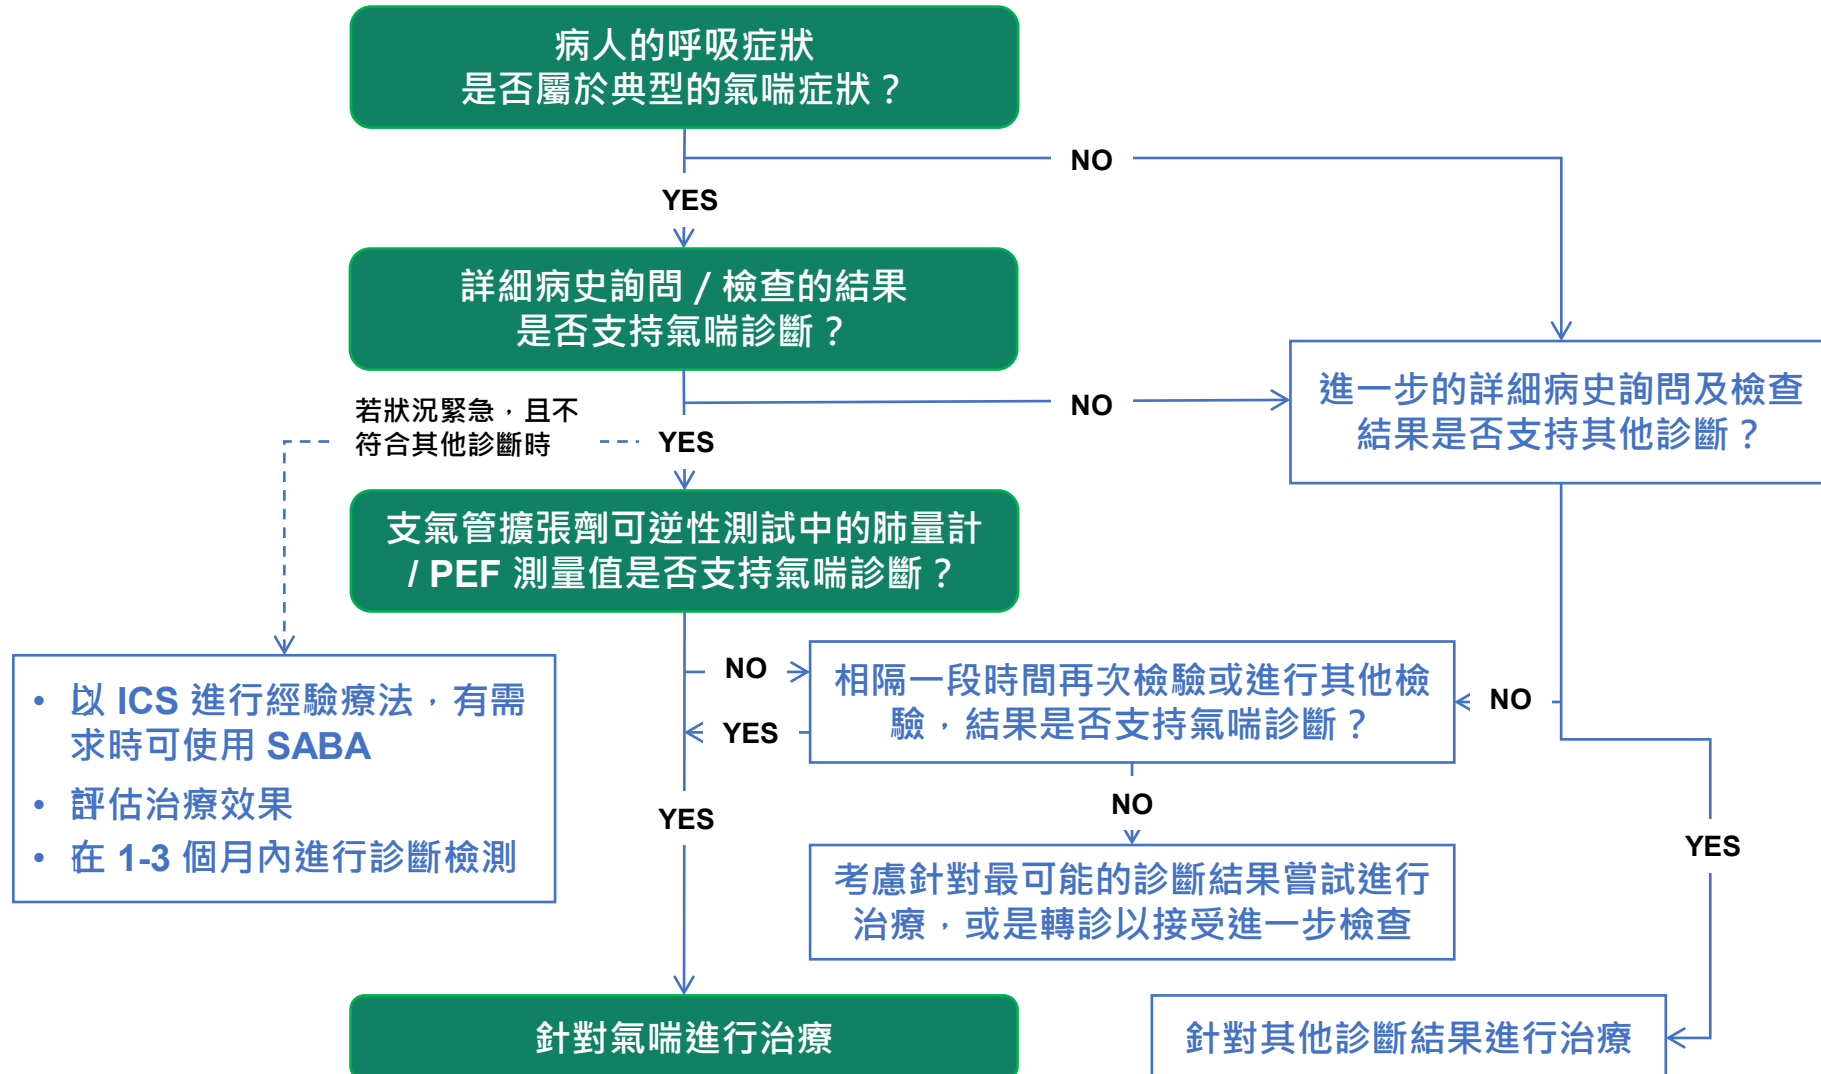 病人的呼吸症狀
是否屬於典型的氣喘症狀？
NO
YES
詳細病史詢問 / 檢查的結果
是否支持氣喘診斷？
進一步的詳細病史詢問及檢查
結果是否支持其他診斷？
NO
若狀況緊急，且不
符合其他診斷時
YES
支氣管擴張劑可逆性測試中的肺量計
/ PEF 測量值是否支持氣喘診斷？
NO
相隔一段時間再次檢驗或進行其他檢
驗，結果是否支持氣喘診斷？
NO
YES
• 以 ICS 進行經驗療法，有需
求時可使用 SABA
• 評估治療效果
• 在 1-3 個月內進行診斷檢測
YES
NO
YES
考慮針對最可能的診斷結果嘗試進行
治療，或是轉診以接受進一步檢查
針對氣喘進行治療
針對其他診斷結果進行治療